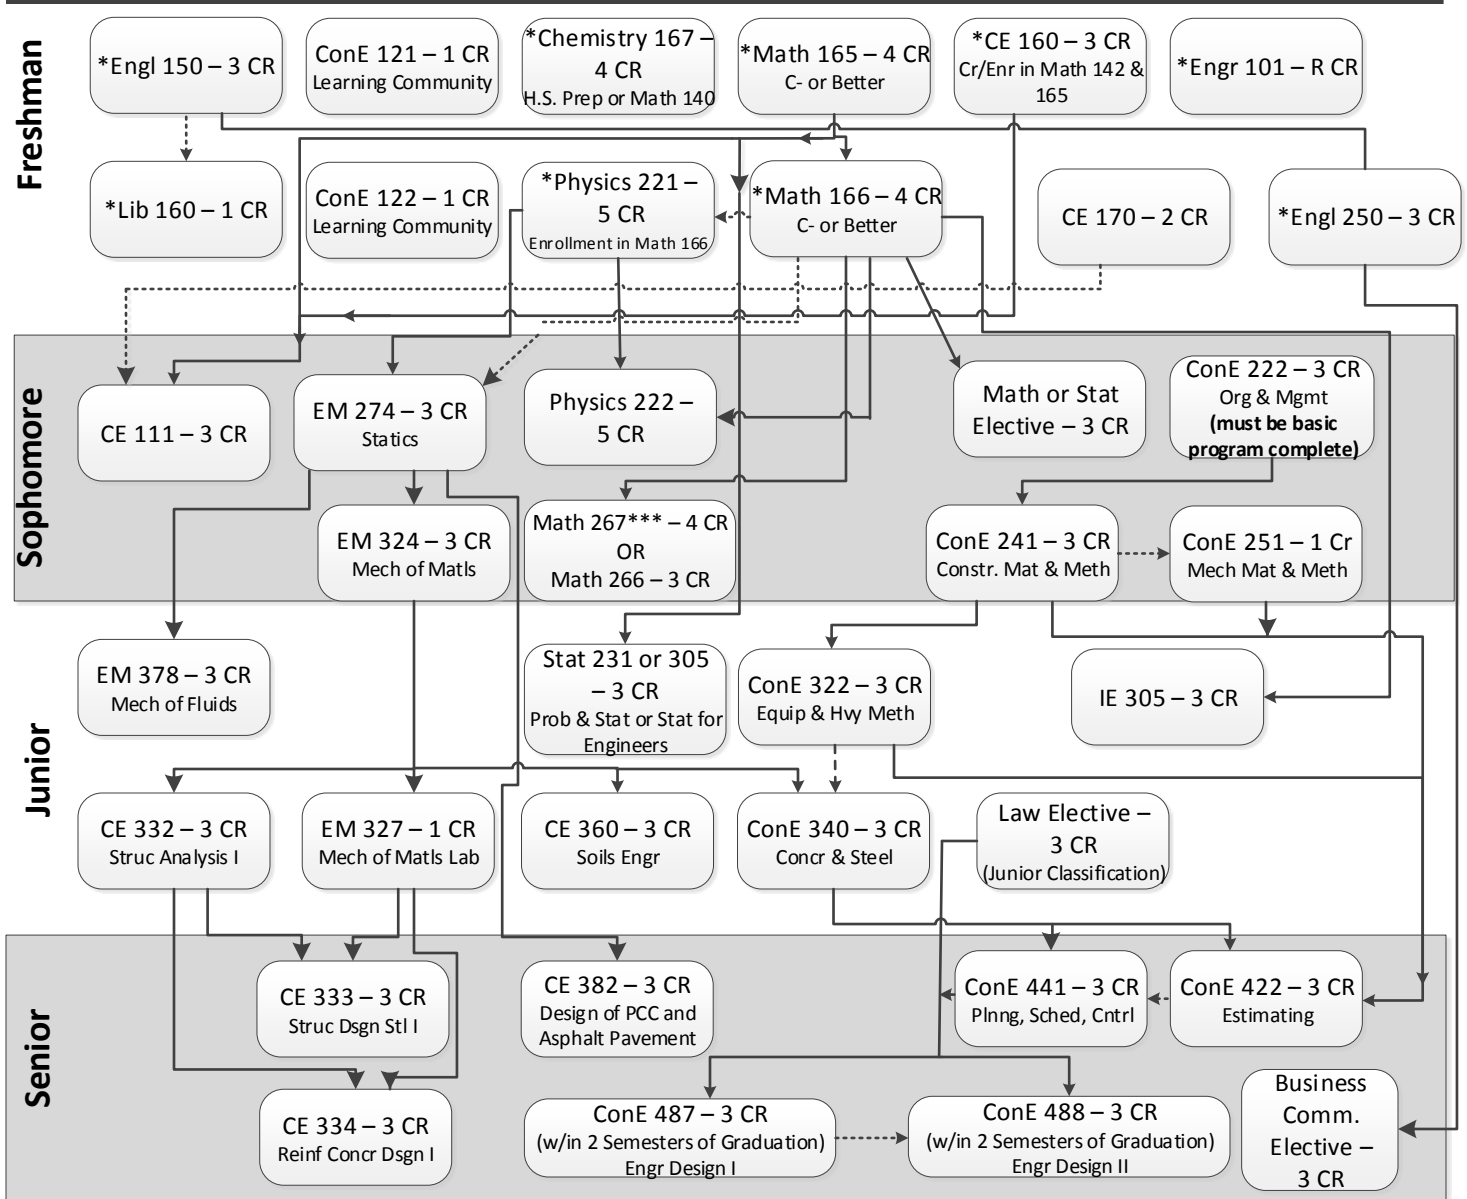 Freshman
*Engl 150 – 3 CR
ConE 121 – 1 CR
Learning Community
*Chemistry 167 –
4 CR
H.S. Prep or Math 140
*Math 165 – 4 CR
C- or Better
*CE 160 – 3 CR
Cr/Enr in Math 142 &
165
*Engr 101 – R CR
*Lib 160 – 1 CR
ConE 122 – 1 CR
Learning Community
*Physics 221 –
5 CR
Enrollment in Math 166
*Math 166 – 4 CR
C- or Better
CE 170 – 2 CR
*Engl 250 – 3 CR
Sophomore
CE 111 – 3 CR
EM 274 – 3 CR
Statics
Physics 222 –
5 CR
Math or Stat
Elective – 3 CR
ConE 222 – 3 CR
Org & Mgmt
(must be basic
program complete)
EM 324 – 3 CR
Mech of Matls
Math 267*** – 4 CR
OR
Math 266 – 3 CR
ConE 241 – 3 CR
Constr. Mat & Meth
ConE 251 – 1 Cr
Mech Mat & Meth
Junior
EM 378 – 3 CR
Mech of Fluids
Stat 231 or 305
– 3 CR
Prob & Stat or Stat for
Engineers
ConE 322 – 3 CR
Equip & Hvy Meth
IE 305 – 3 CR
CE 332 – 3 CR
Struc Analysis I
EM 327 – 1 CR
Mech of Matls Lab
CE 360 – 3 CR
Soils Engr
ConE 340 – 3 CR
Concr & Steel
Law Elective –
3 CR
(Junior Classification)
Senior
CE 333 – 3 CR
Struc Dsgn Stl I
CE 382 – 3 CR
Design of PCC and
Asphalt Pavement
ConE 441 – 3 CR
Plnng, Sched, Cntrl
ConE 422 – 3 CR
Estimating
CE 334 – 3 CR
Reinf Concr Dsgn I
ConE 487 – 3 CR
(w/in 2 Semesters of Graduation)
Engr Design I
ConE 488 – 3 CR
(w/in 2 Semesters of Graduation)
Engr Design II
Business
Comm.
Elective –
3 CR